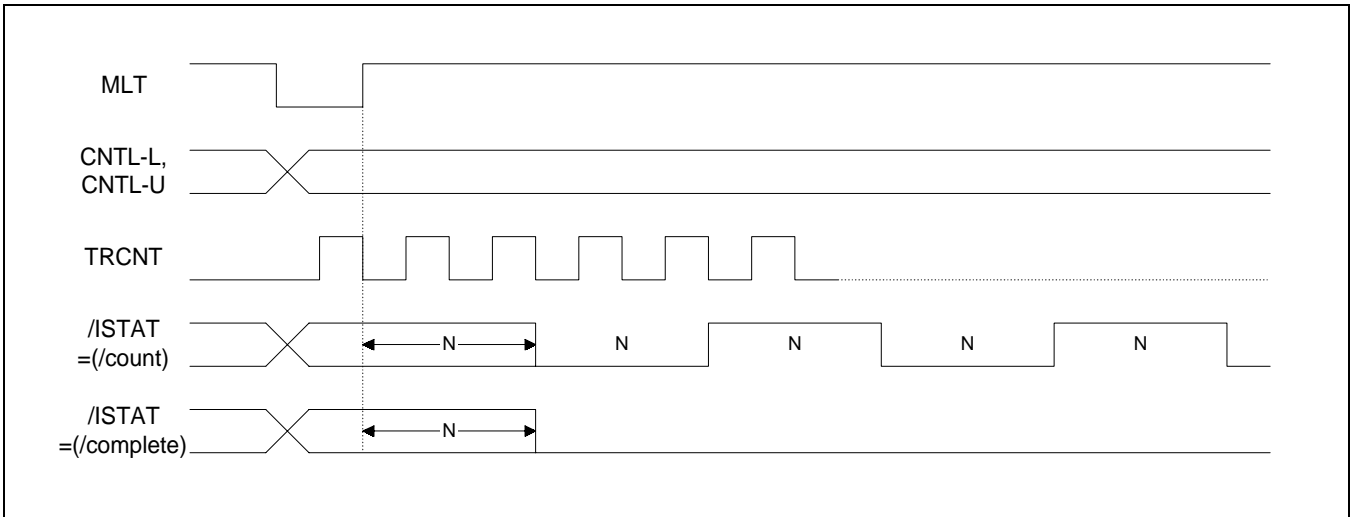 MLT
CNTL-L,
CNTL-U
TRCNT
/ISTAT
=(/count)
N N N N N
/ISTAT
=(/complete)
N